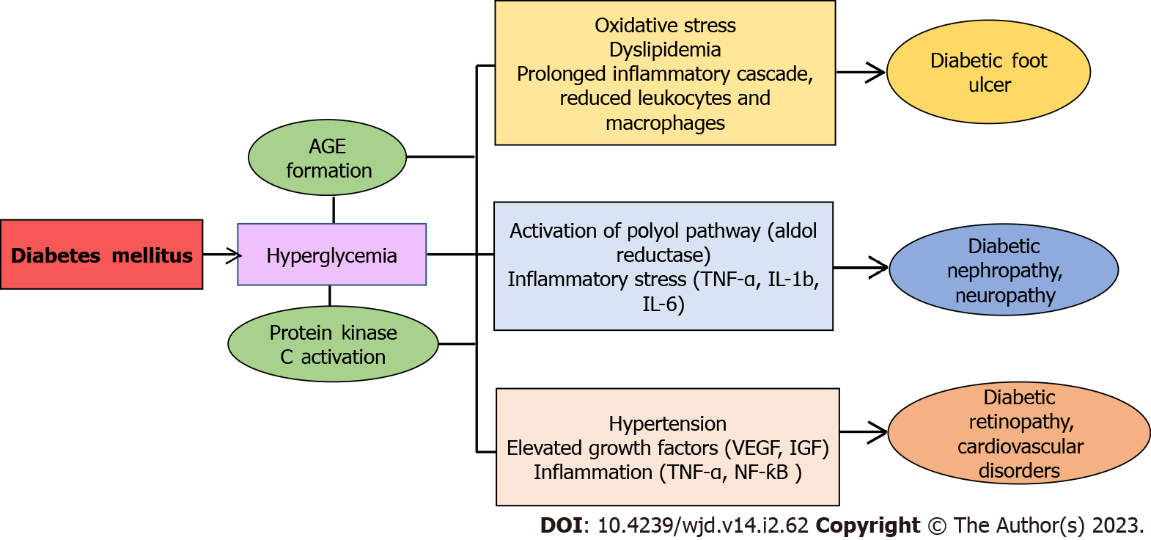 Diabetes mellitus
Hyperglycemia
AGE
formation
Protein kinase
C activation
Oxidative stress
Dyslipidemia
Prolonged inflammatory cascade,
reduced leukocytes and
macrophages
Diabetic foot
ulcer
Activation of polyol pathway (aldol
reductase)
Inflammatory stress (TNF-ɑ, IL-1b,
IL-6)
Diabetic
nephropathy,
neuropathy
Hypertension
Elevated growth factors (VEGF, IGF)
Inflammation (TNF-ɑ, NF-ƙB )
Diabetic
retinopathy,
cardiovascular
disorders
DOI: 10.4239/wjd.v14.i2.62 Copyright © The Author(s) 2023.